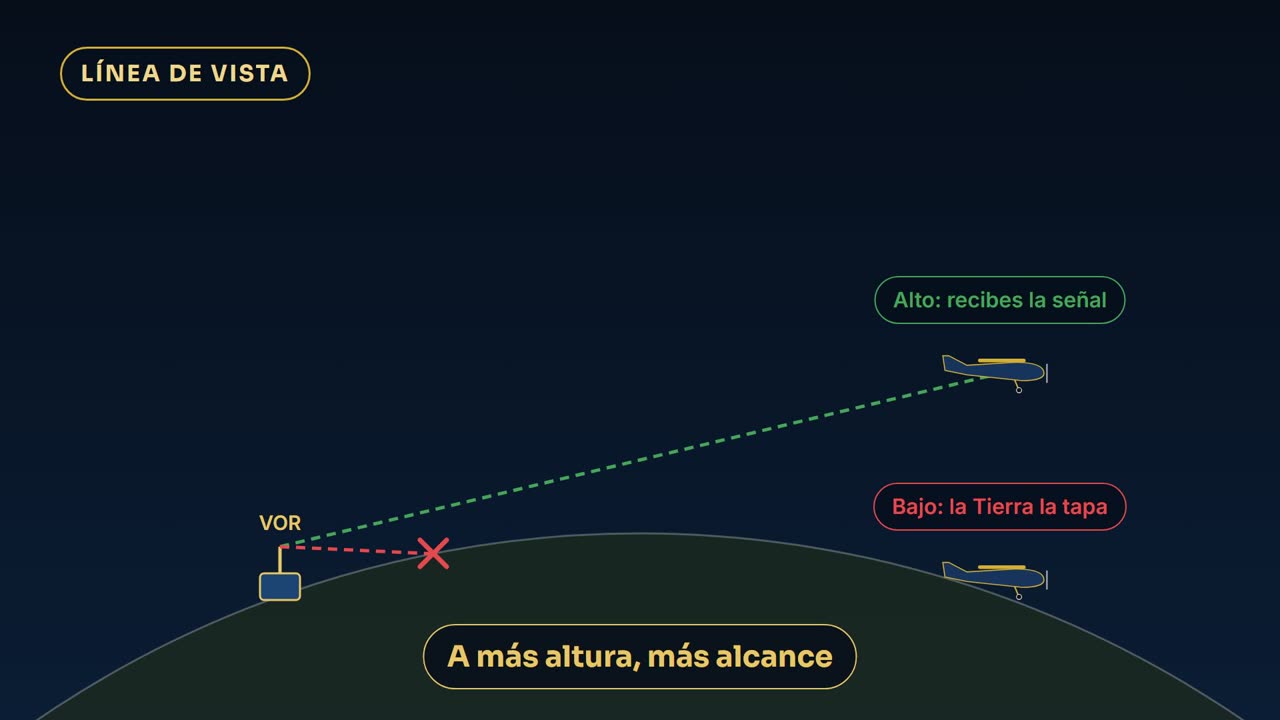 LÍNEA DE VISTA
Alto: recibes la señal
Bajo: la Tierra la tapa
VOR
A más altura, más alcance